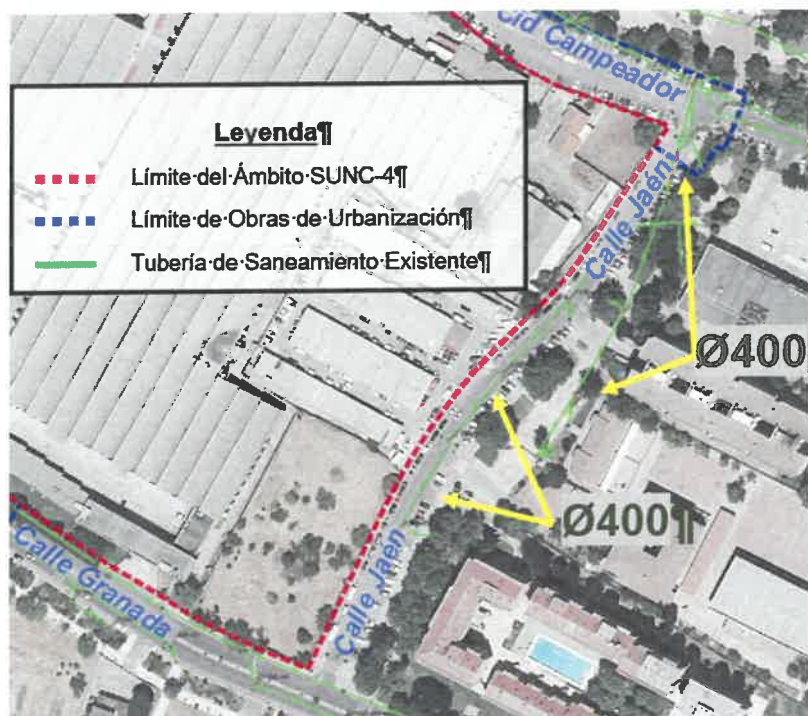 Cid Campeador
Leyenda¶
Límite·del·Ámbito·SUNC-4¶
Límite·de·Obras·de·Urbanización¶
Tubería·de·Saneamiento·Existente¶
Calle Jaén
Ø400
Ø400¶
Calle Jaen
Calle Granada